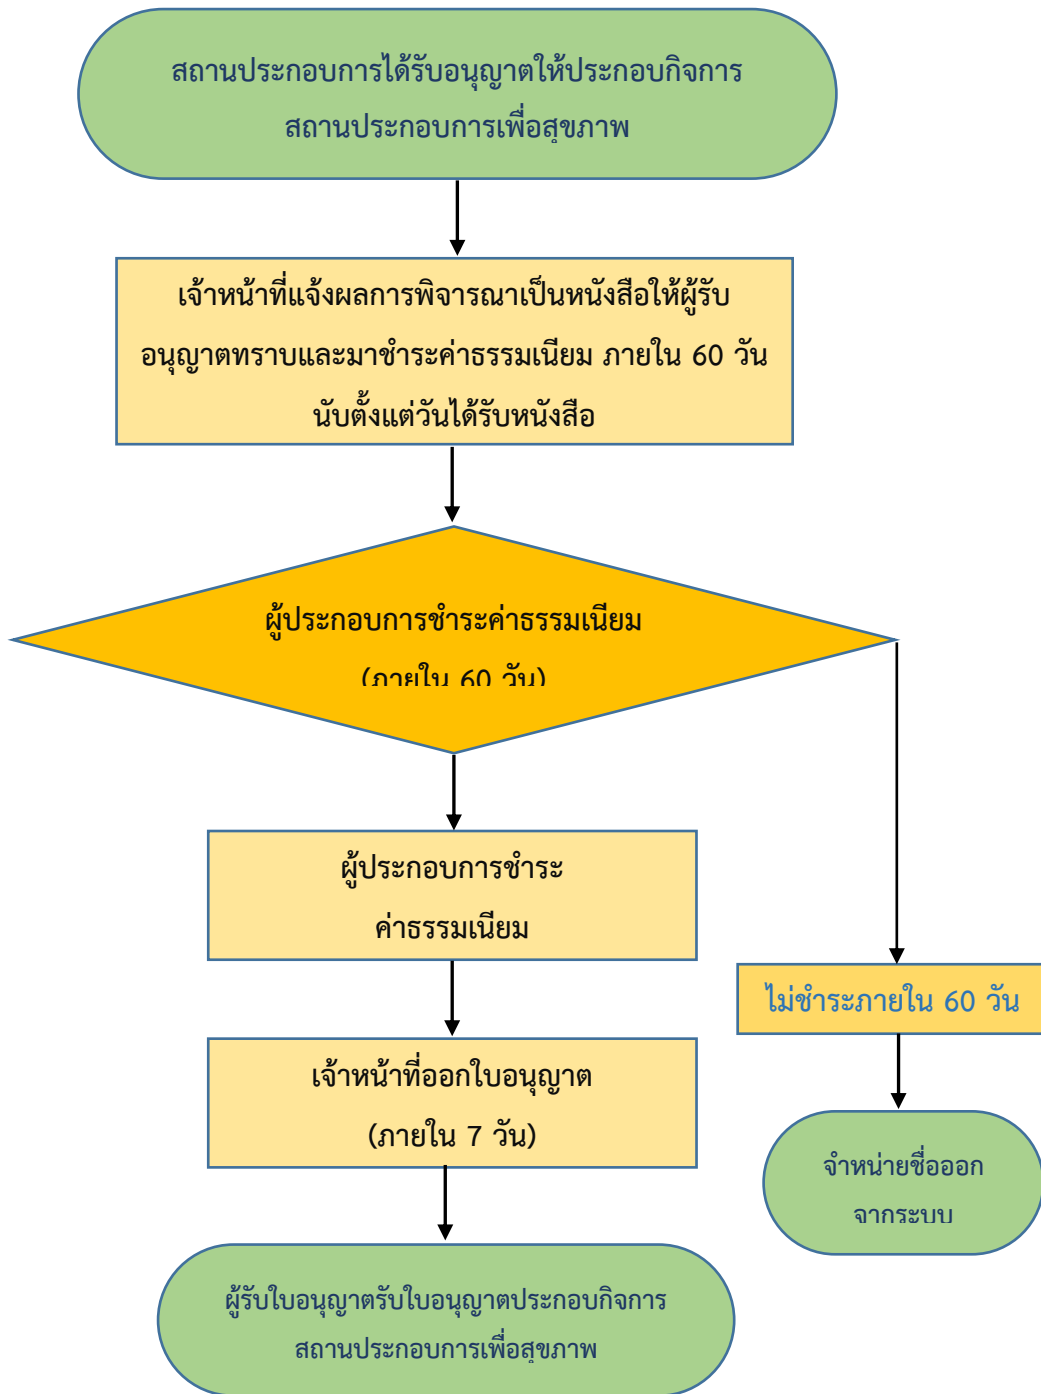 สถานประกอบการได้รับอนุญาตให้ประกอบกิจการ
สถานประกอบการเพื่อสุขภาพ
เจ้าหน้าที่แจ้งผลการพิจารณาเป็นหนังสือให้ผู้รับ
อนุญาตทราบและมาชำระค่าธรรมเนียม ภายใน 60 วัน
นับตั้งแต่วันได้รับหนังสือ
ผู้ประกอบการชำระค่าธรรมเนียม
(ภายใน 60 วัน)
ผู้ประกอบการชำระ
ค่าธรรมเนียม
ไม่ชำระภายใน 60 วัน
เจ้าหน้าที่ออกใบอนุญาต
(ภายใน 7 วัน)
จำหน่ายชื่อออก
จากระบบ
ผู้รับใบอนุญาตรับใบอนุญาตประกอบกิจการ
สถานประกอบการเพื่อสุขภาพ